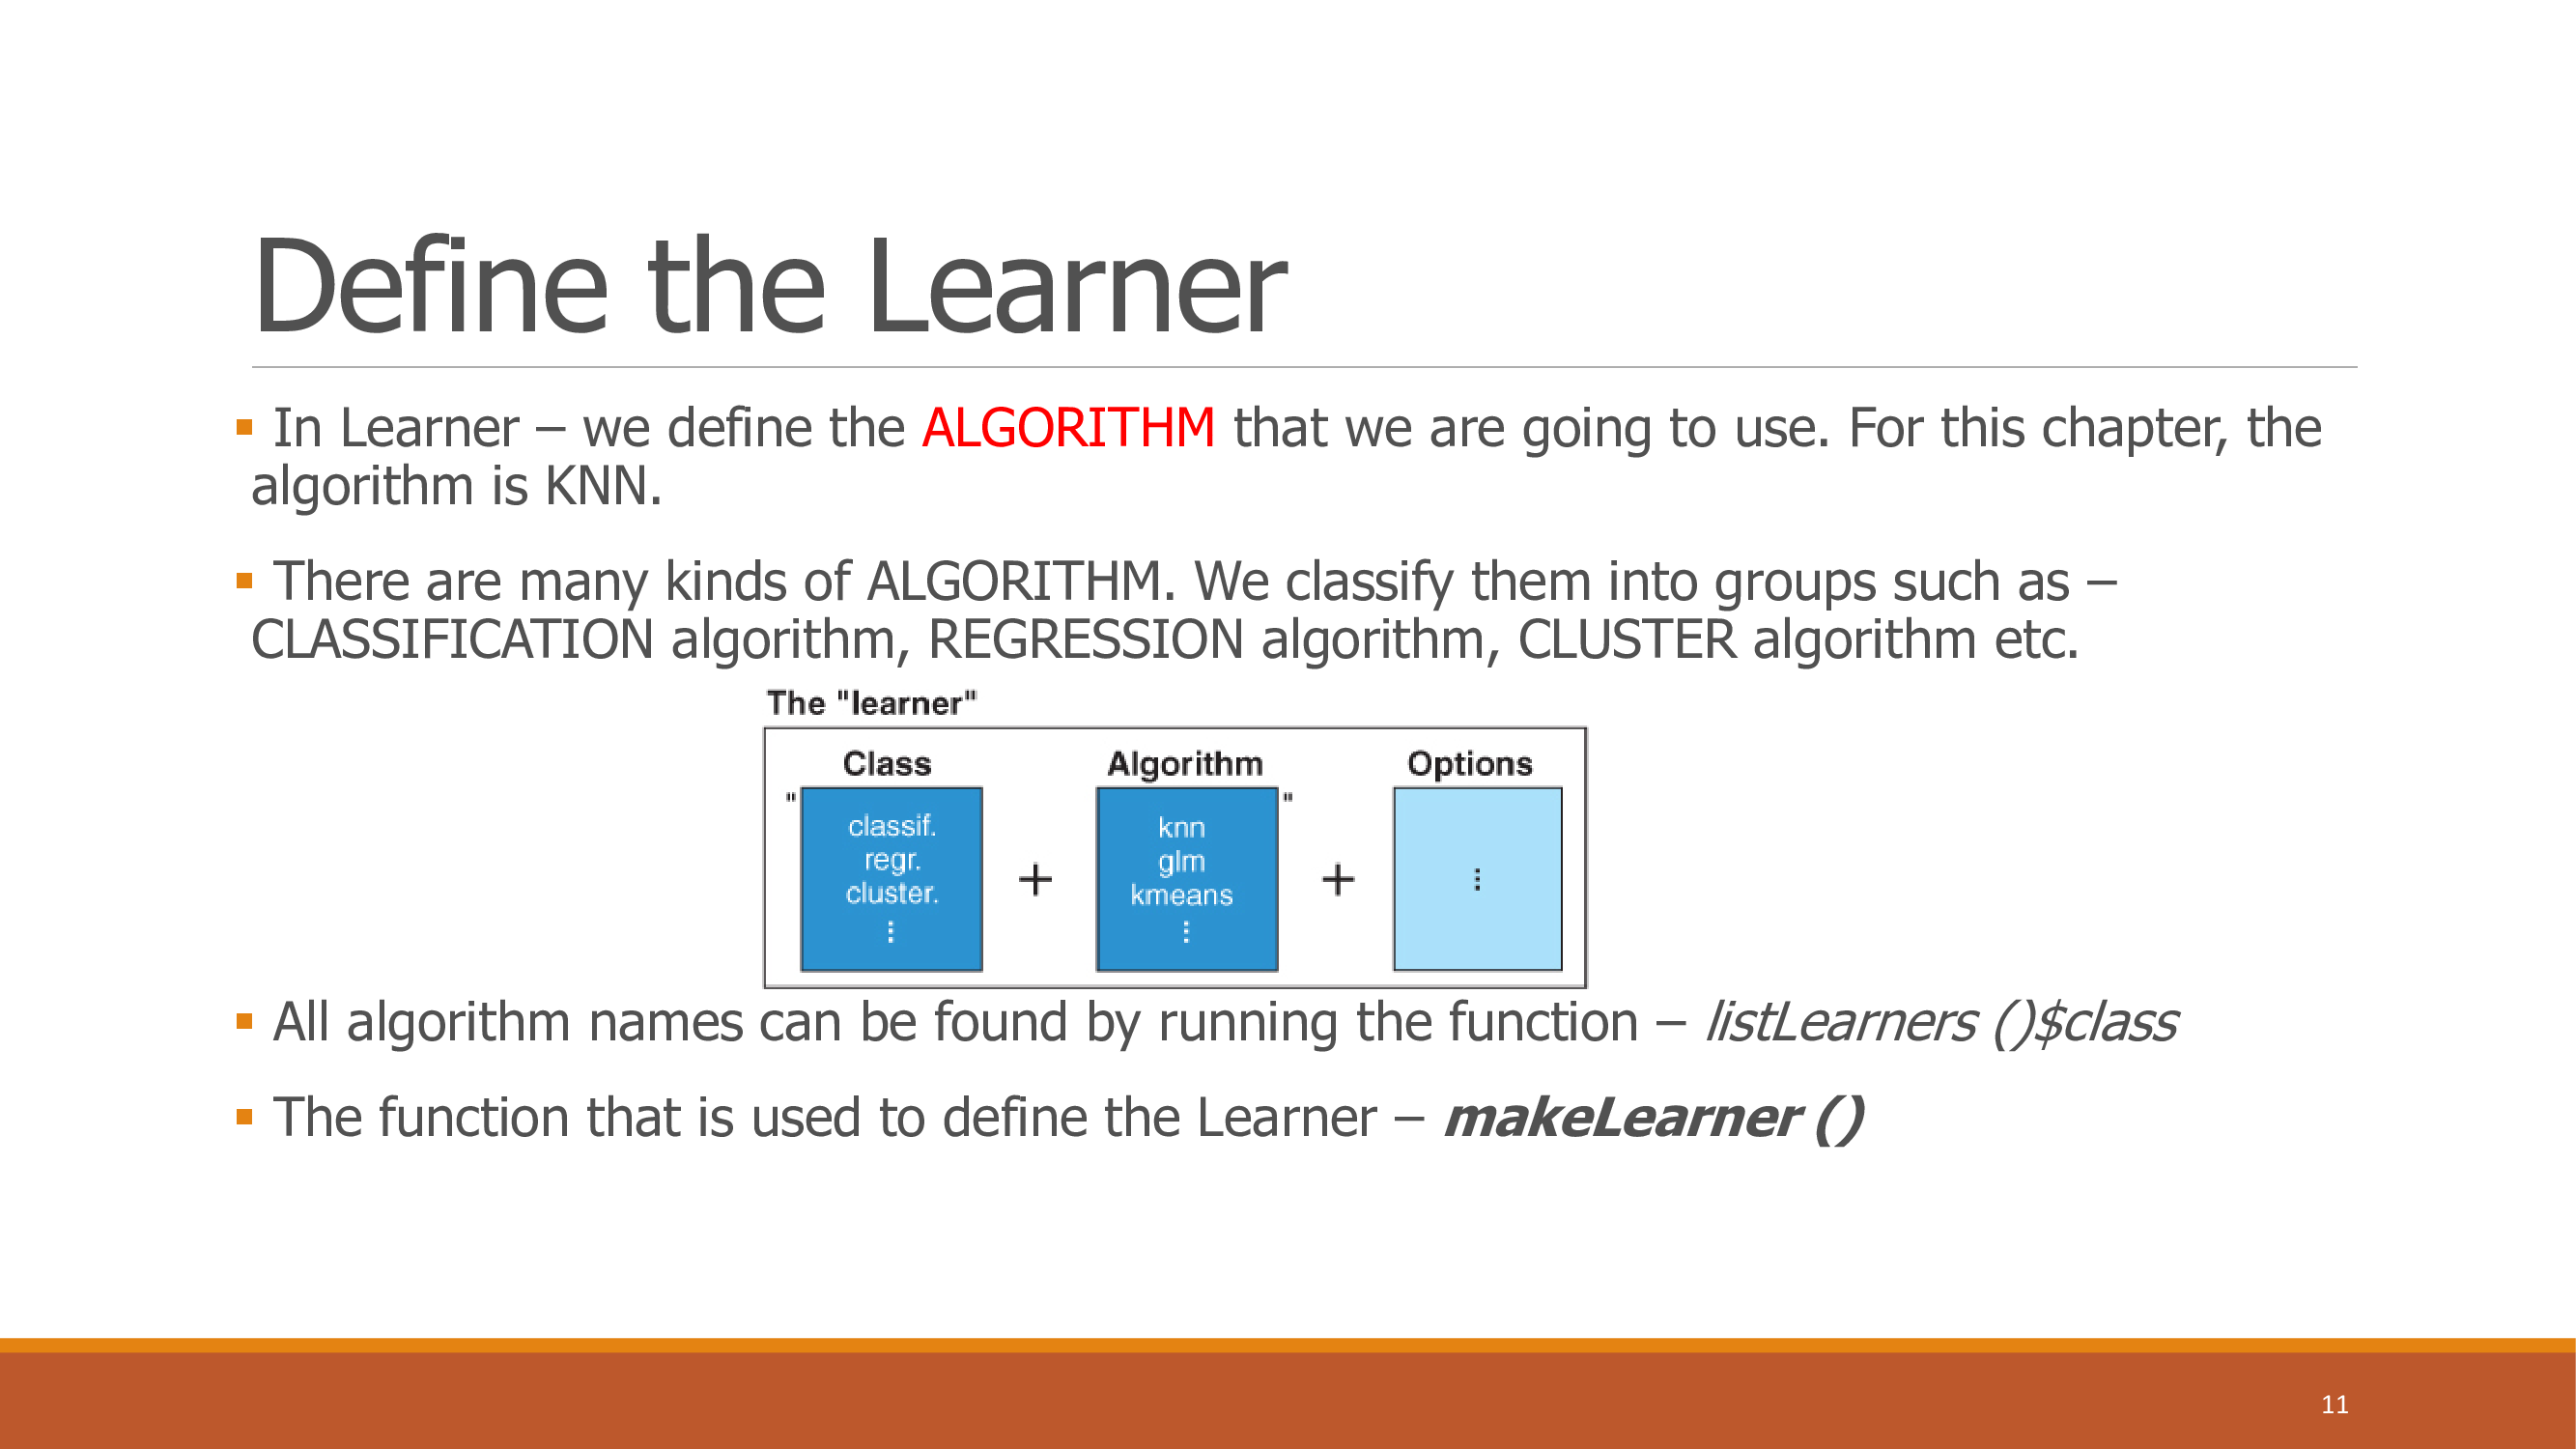 Define the Learner
▪ In Learner – we define the ALGORITHM that we are going to use. For this chapter, the
algorithm is KNN.
▪ There are many kinds of ALGORITHM. We classify them into groups such as –
CLASSIFICATION algorithm, REGRESSION algorithm, CLUSTER algorithm etc.
The "learner"
Class Algorithm Options
" classif. knn "
regr. glm
cluster. + kmeans + ⋮
⋮ ⋮
▪ All algorithm names can be found by running the function – listLearners ()$class
▪ The function that is used to define the Learner – makeLearner ()
11